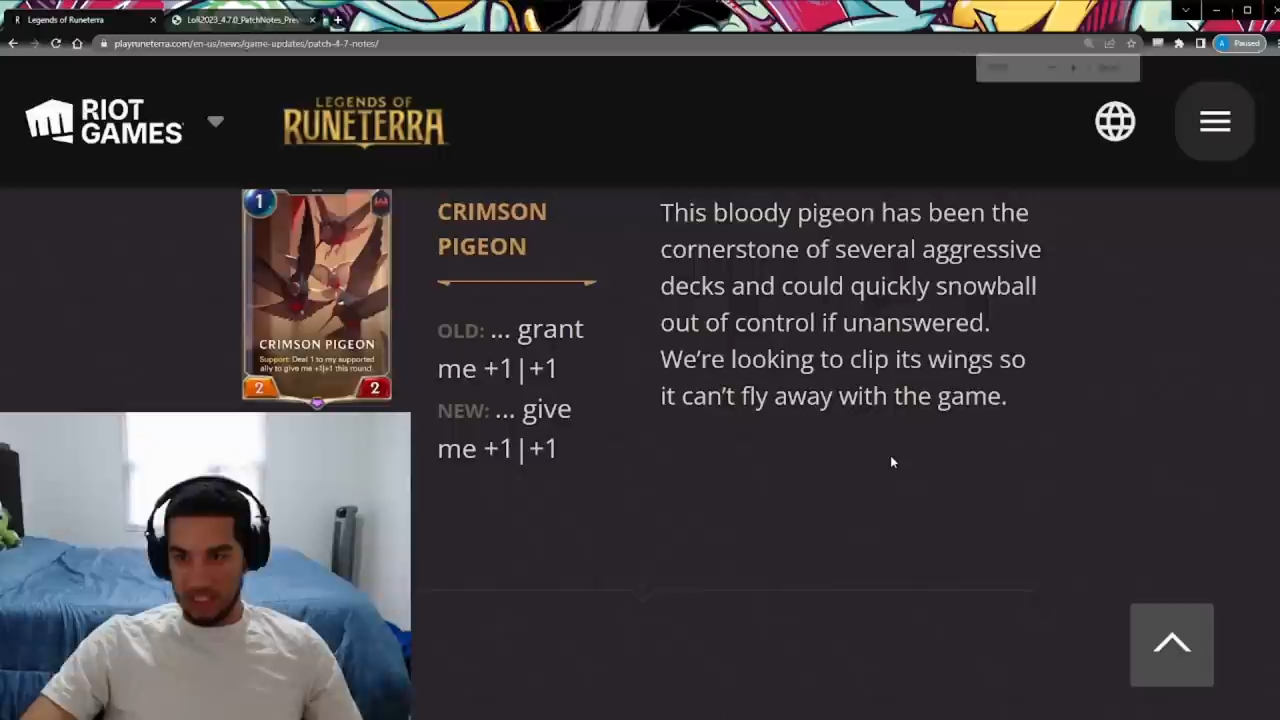 Legends of Runeterra
LoR2023_4.7.0_PatchNotes_Prev
playruneterra.com/en-us/news/game-updates/patch-4-7-notes/
A
Paused
RIOT
GAMES
LEGENDS OF
RUNETERRA
1
CRIMSON PIGEON
Support: Deal 1 to my supported
ally to give me +1|+1 this round.
2
2
CRIMSON
PIGEON
OLD: ... grant
me +1|+1
NEW: ... give
me +1|+1
This bloody pigeon has been the
cornerstone of several aggressive
decks and could quickly snowball
out of control if unanswered.
We’re looking to clip its wings so
it can’t fly away with the game.